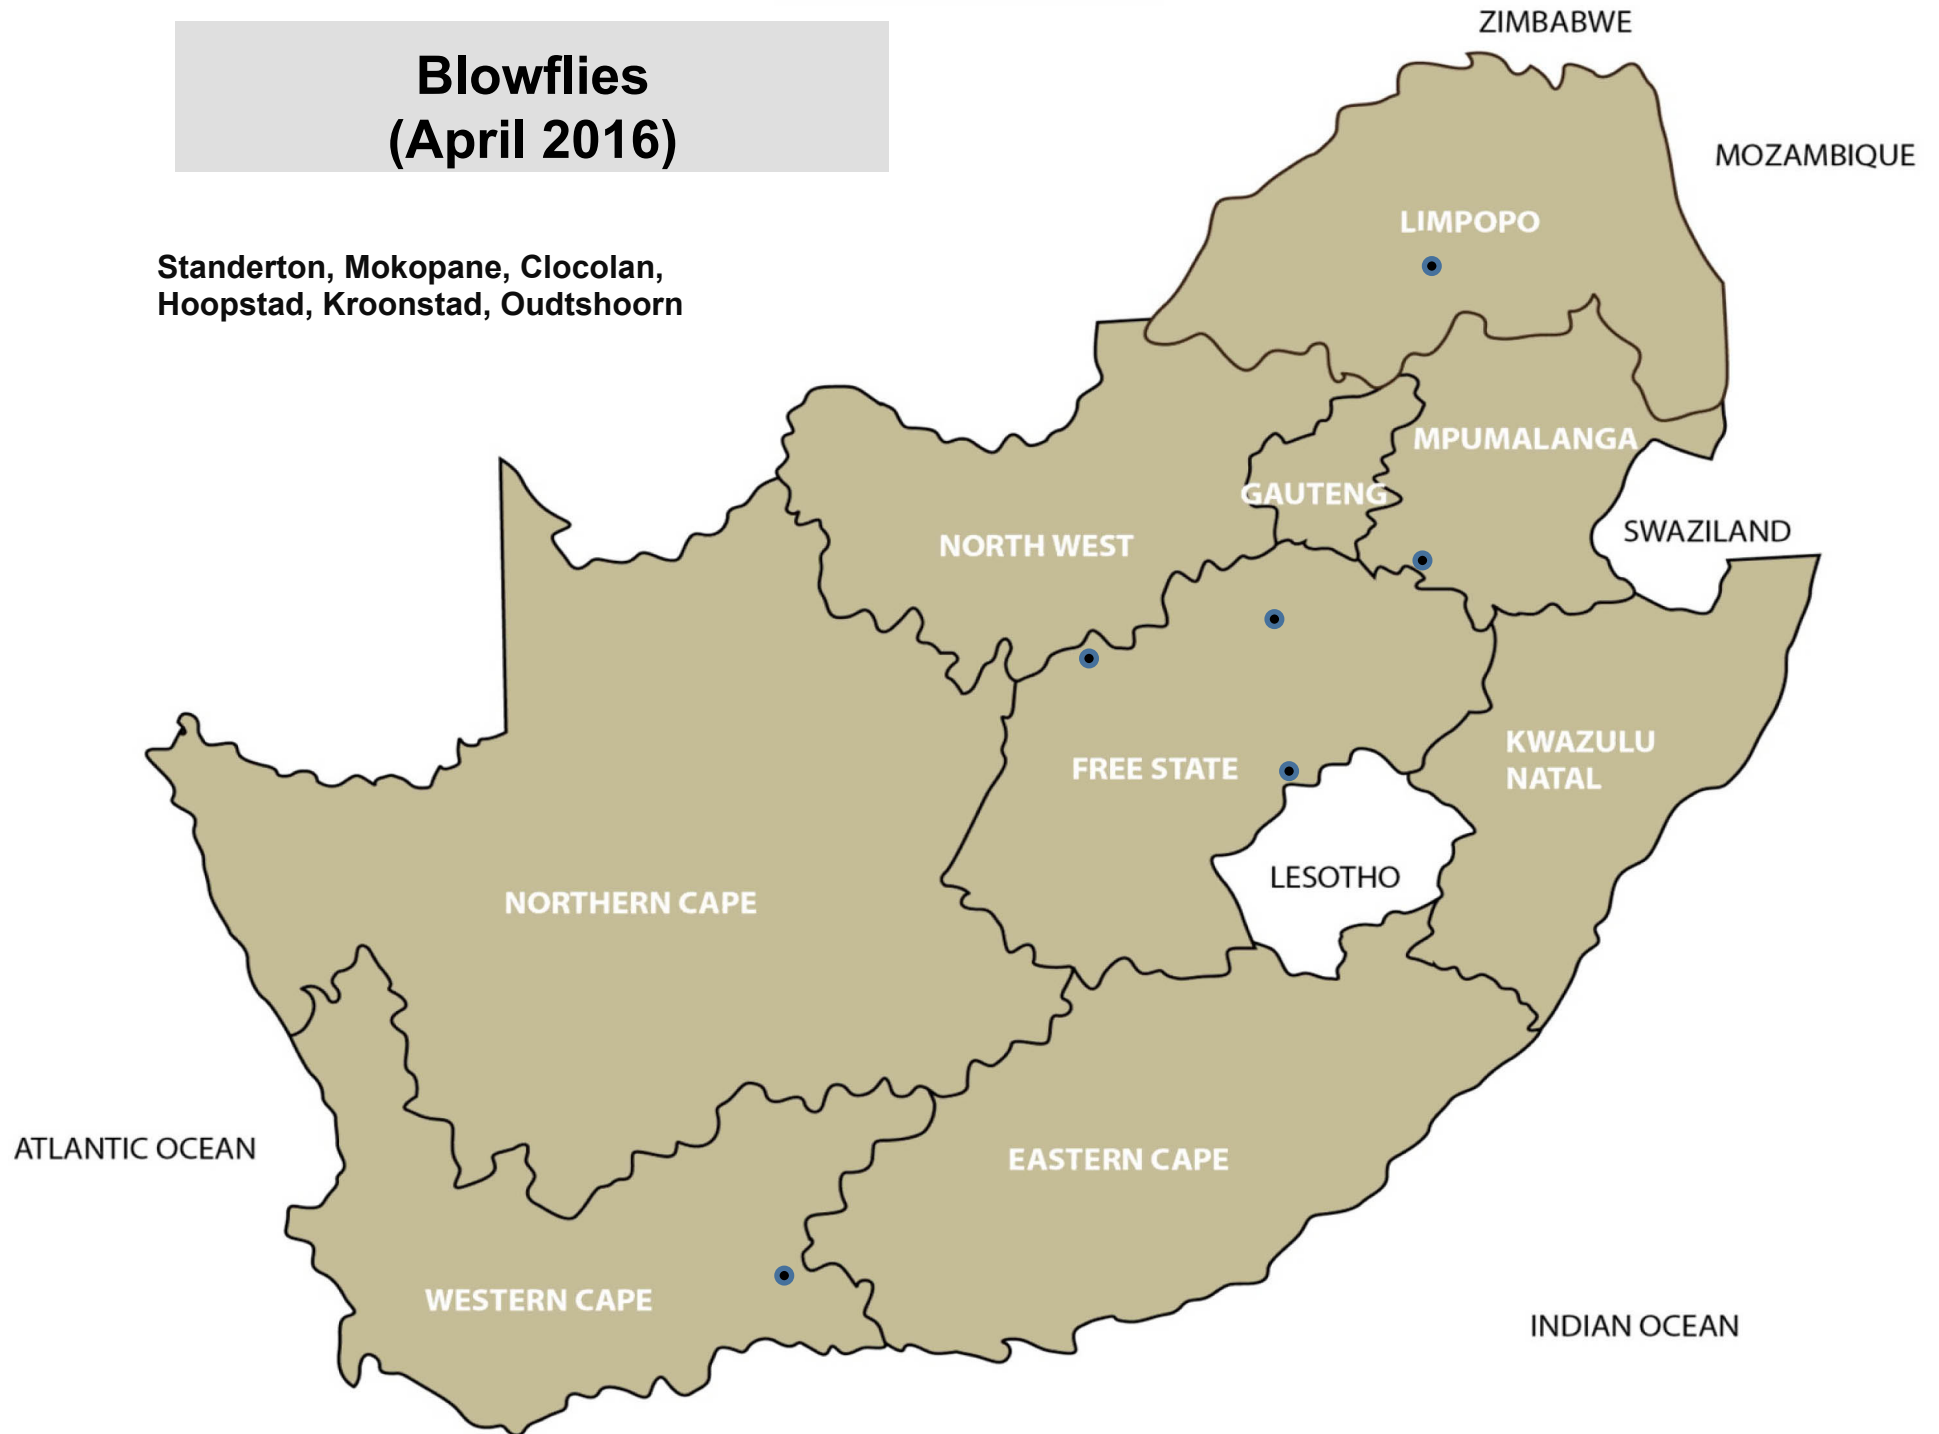 Blowflies
(April 2016)
Standerton, Mokopane, Clocolan,
Hoopstad, Kroonstad, Oudtshoorn
ZIMBABWE
MOZAMBIQUE
LIMPOPO
MPUMALANGA
GAUTENG
SWAZILAND
NORTH WEST
KWAZULU
NATAL
FREE STATE
LESOTHO
NORTHERN CAPE
ATLANTIC OCEAN
EASTERN CAPE
WESTERN CAPE
INDIAN OCEAN